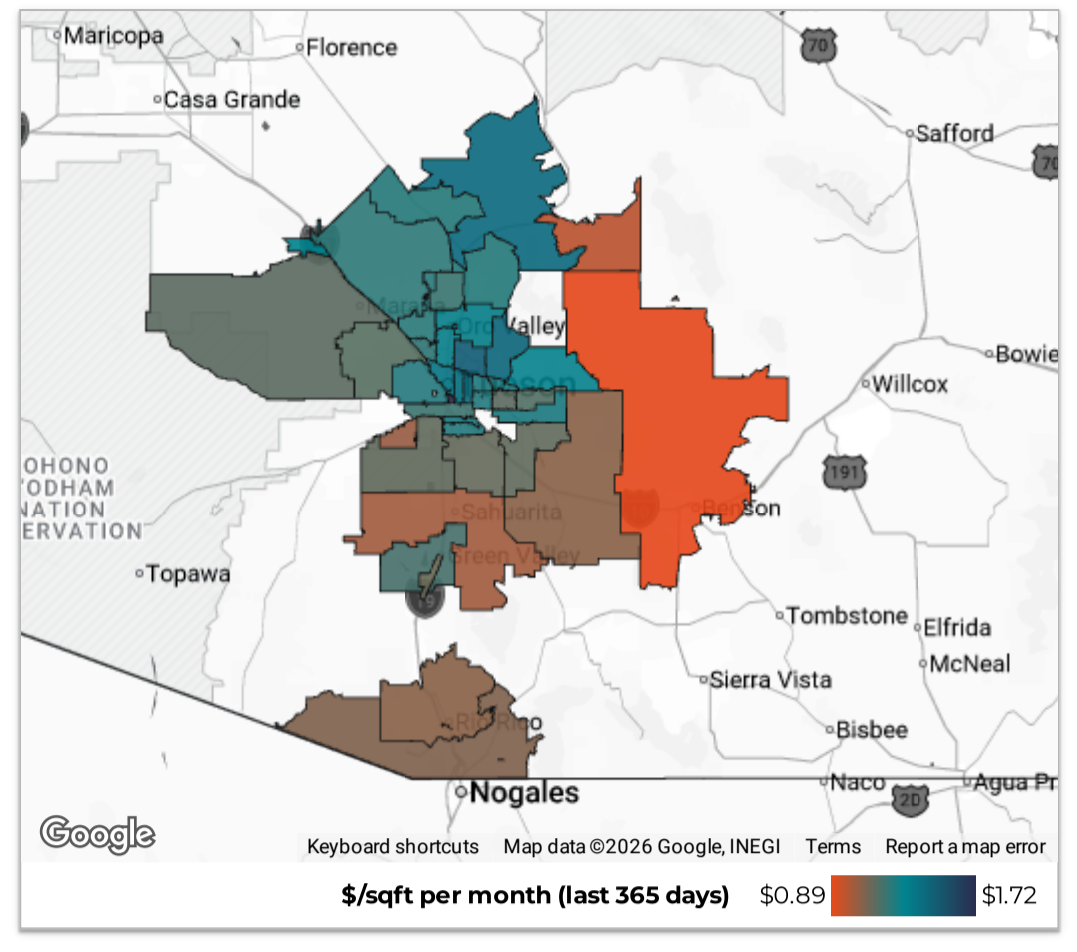 Maricopa
Florence
70
Casa Grande
Safford
70
Marana
Oro Valley
Bowie
Tucson
Willcox
191
OHONO
ODHAM
NATION
ERVATION
Benson
Sahuarita
Green Valley
Topawa
19
Tombstone
Elfrida
McNeal
Sierra Vista
Rio Rico
Bisbee
Naco
Agua Pr
Nogales
2D
Google
Keyboard shortcuts Map data ©2026 Google, INEGI Terms Report a map error
$/sqft per month (last 365 days) $0.89 $1.72